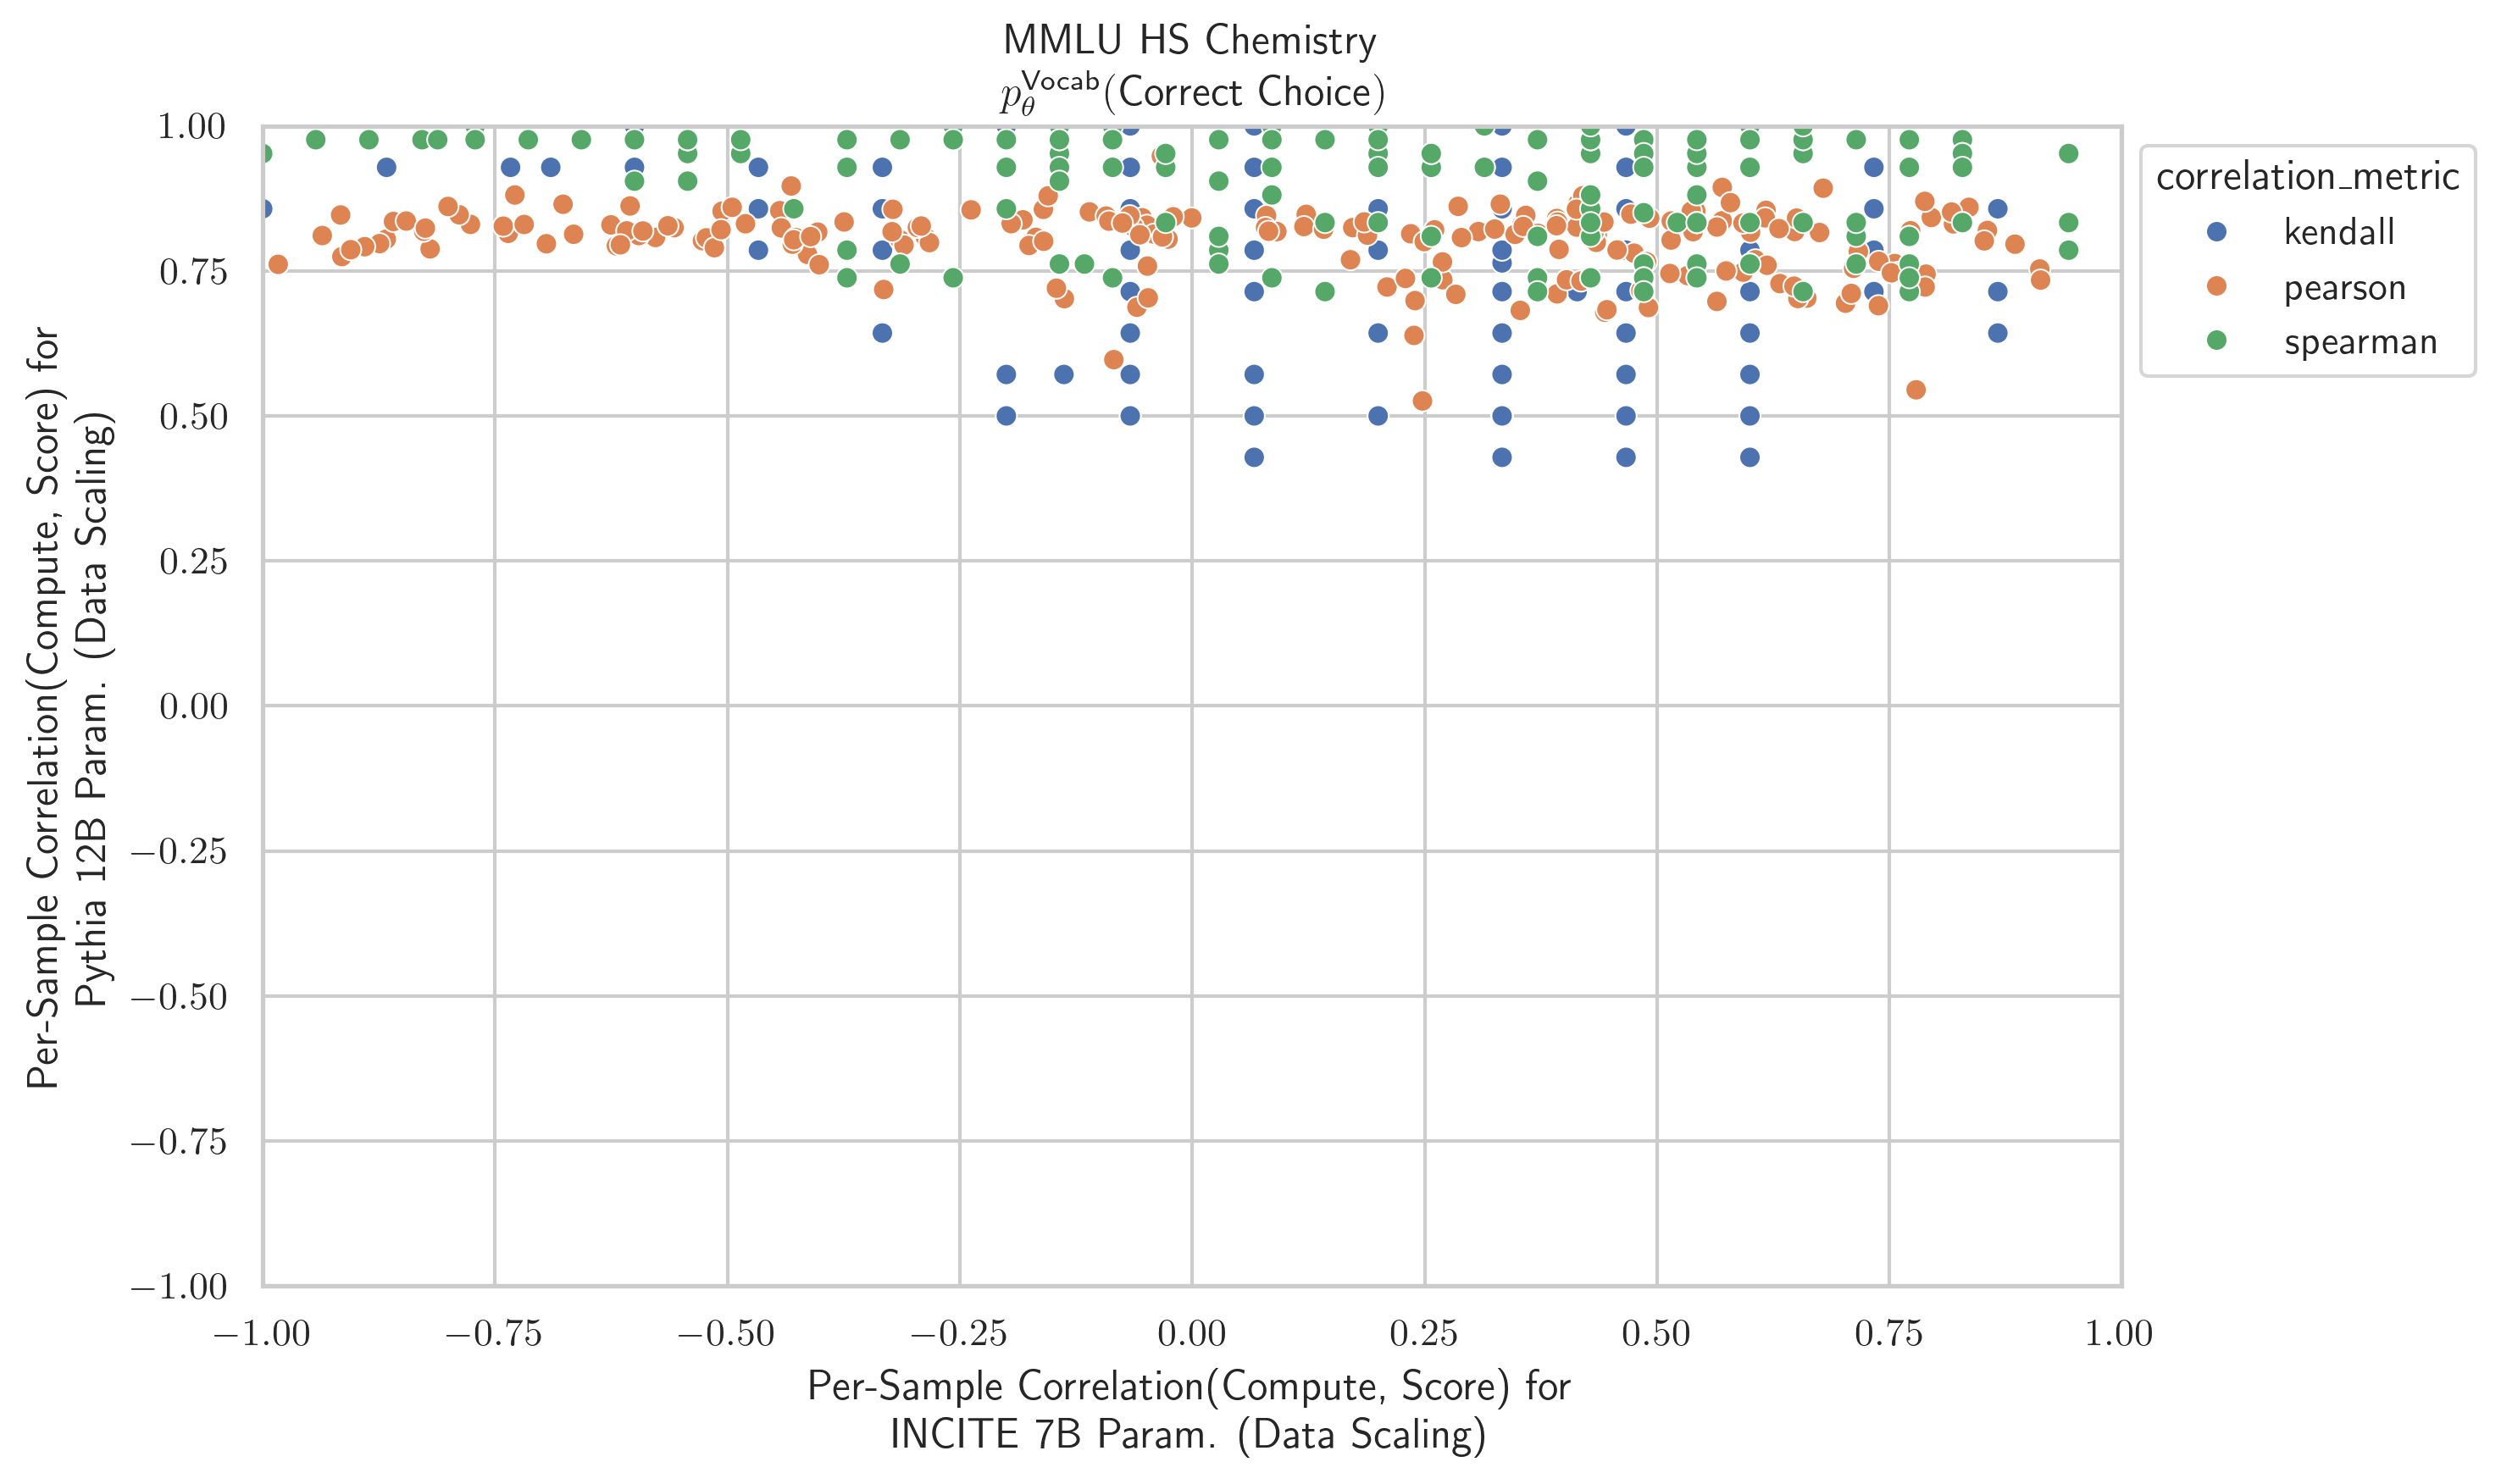 MMLU HS Chemistry
p_θ^Vocab(Correct Choice)
1.00
0.75
0.50
0.25
0.00
−0.25
−0.50
−0.75
−1.00
Per-Sample Correlation(Compute, Score) for
Pythia 12B Param. (Data Scaling)
−1.00 −0.75 −0.50 −0.25 0.00 0.25 0.50 0.75 1.00
Per-Sample Correlation(Compute, Score) for
INCITE 7B Param. (Data Scaling)
correlation_metric
kendall
pearson
spearman